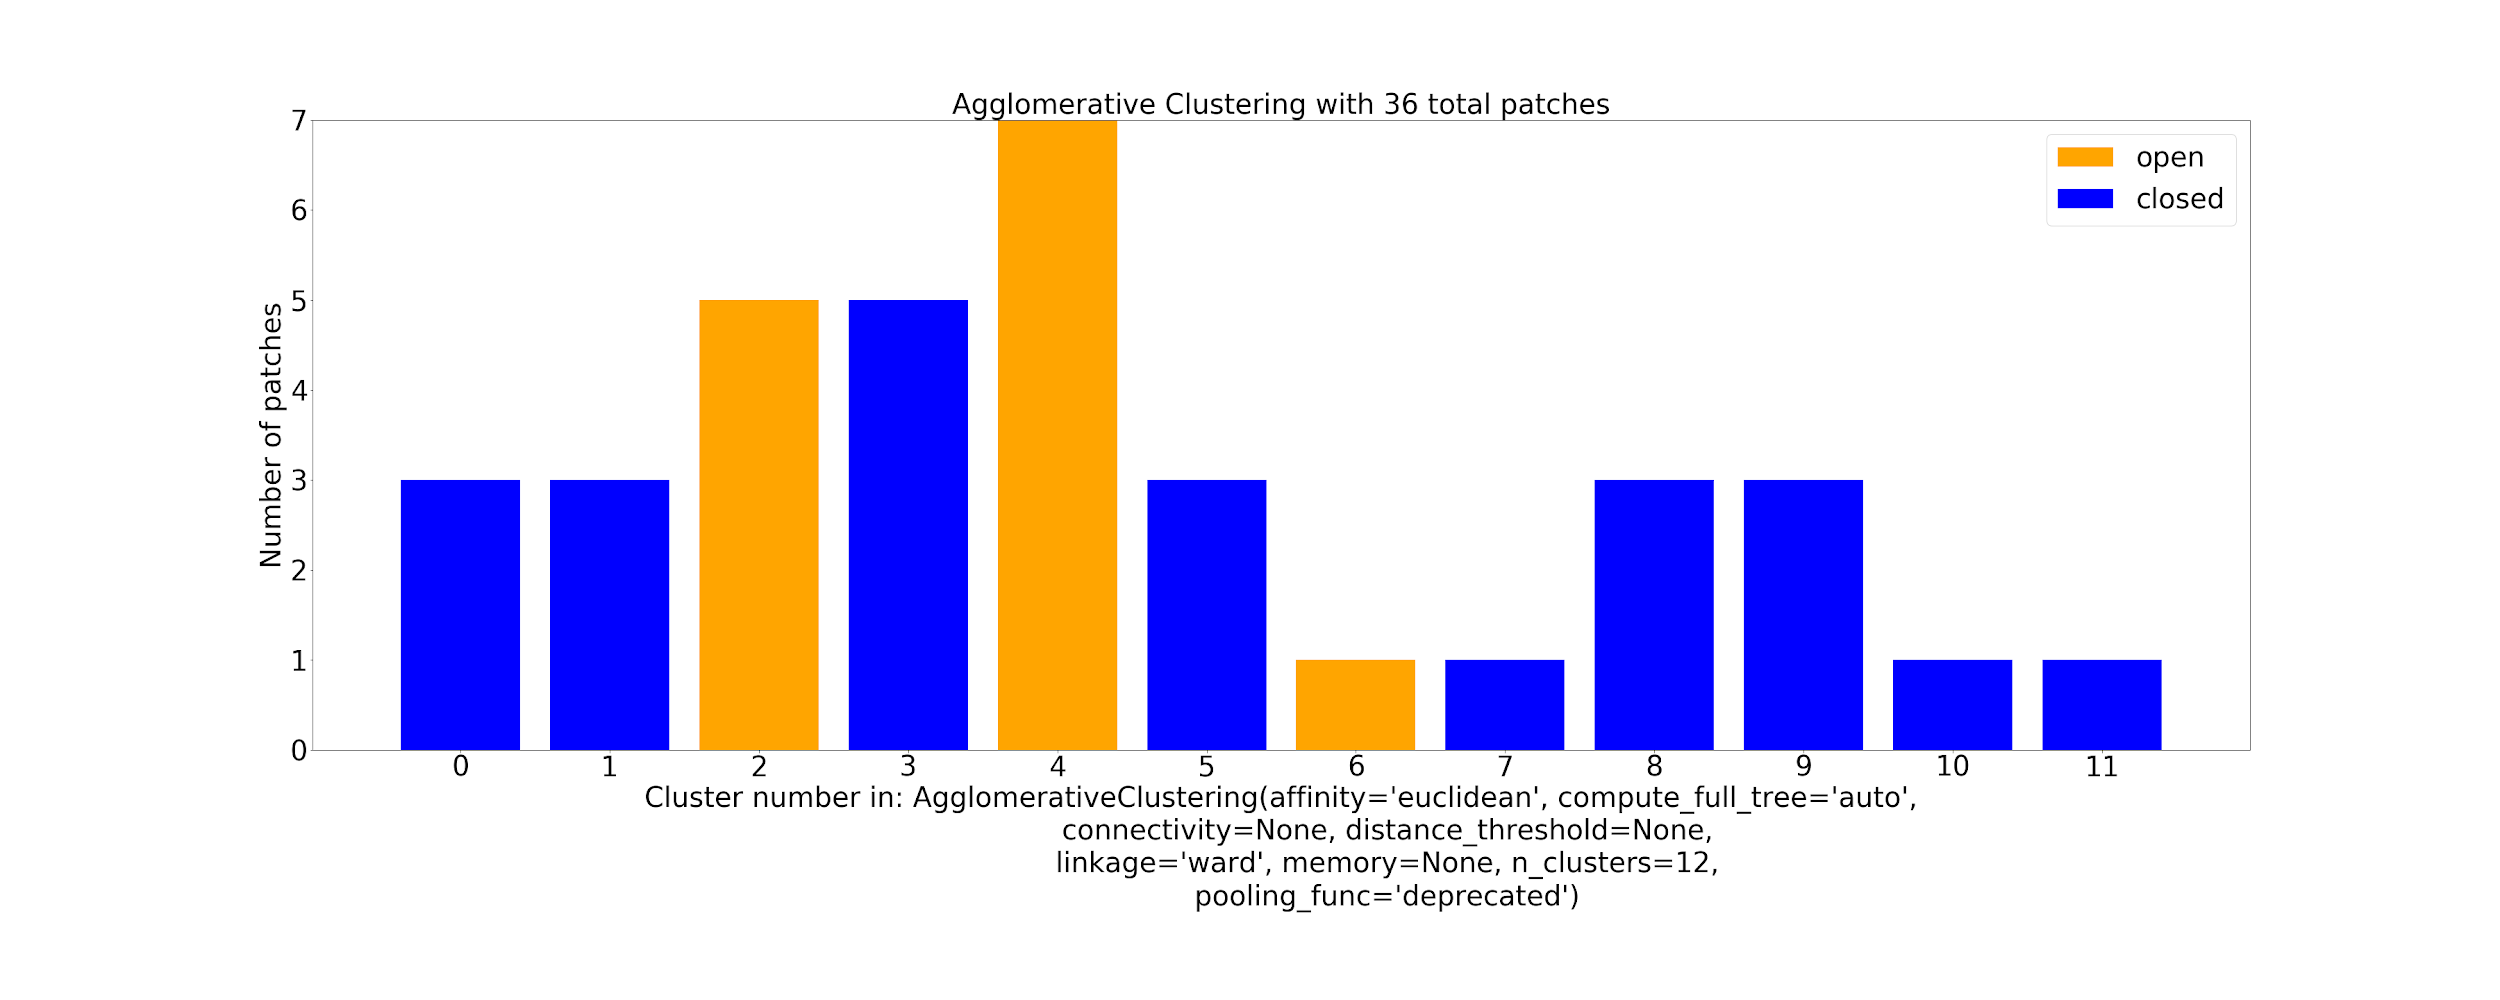 Agglomerative Clustering with 36 total patches
open
closed
7
6
5
4
3
2
1
0
Number of patches
0 1 2 3 4 5 6 7 8 9 10 11
Cluster number in: AgglomerativeClustering(affinity='euclidean', compute_full_tree='auto',
connectivity=None, distance_threshold=None,
linkage='ward', memory=None, n_clusters=12,
pooling_func='deprecated')